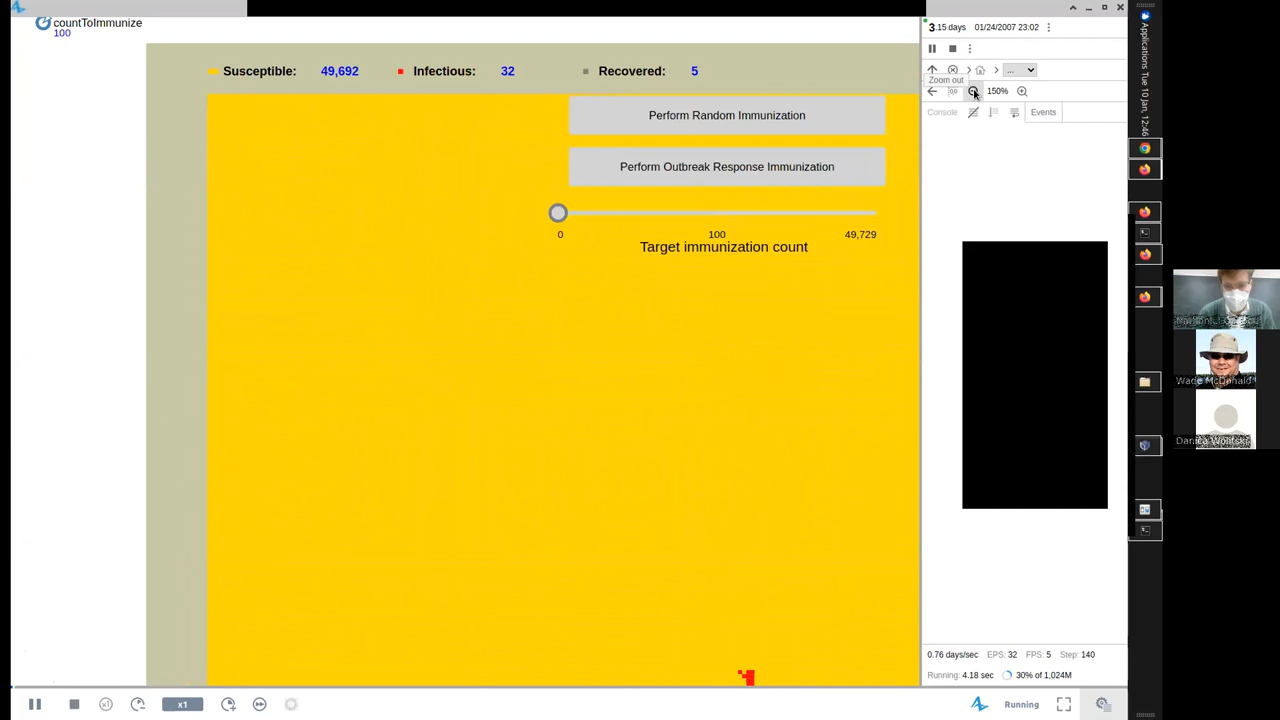 countToImmunize
100
Susceptible: 49,692 Infectious: 32 Recovered: 5
Perform Random Immunization
Perform Outbreak Response Immunization
0 100 49,729
Target immunization count
3.15 days 01/24/2007 23:02
...
Zoom out
150%
Console Events
0.76 days/sec EPS: 32 FPS: 5 Step: 140
Running: 4.18 sec 30% of 1,024M
x1 Running
Applications Tue 10 Jan, 12:46
Wade McDonald
Danica Wolitski